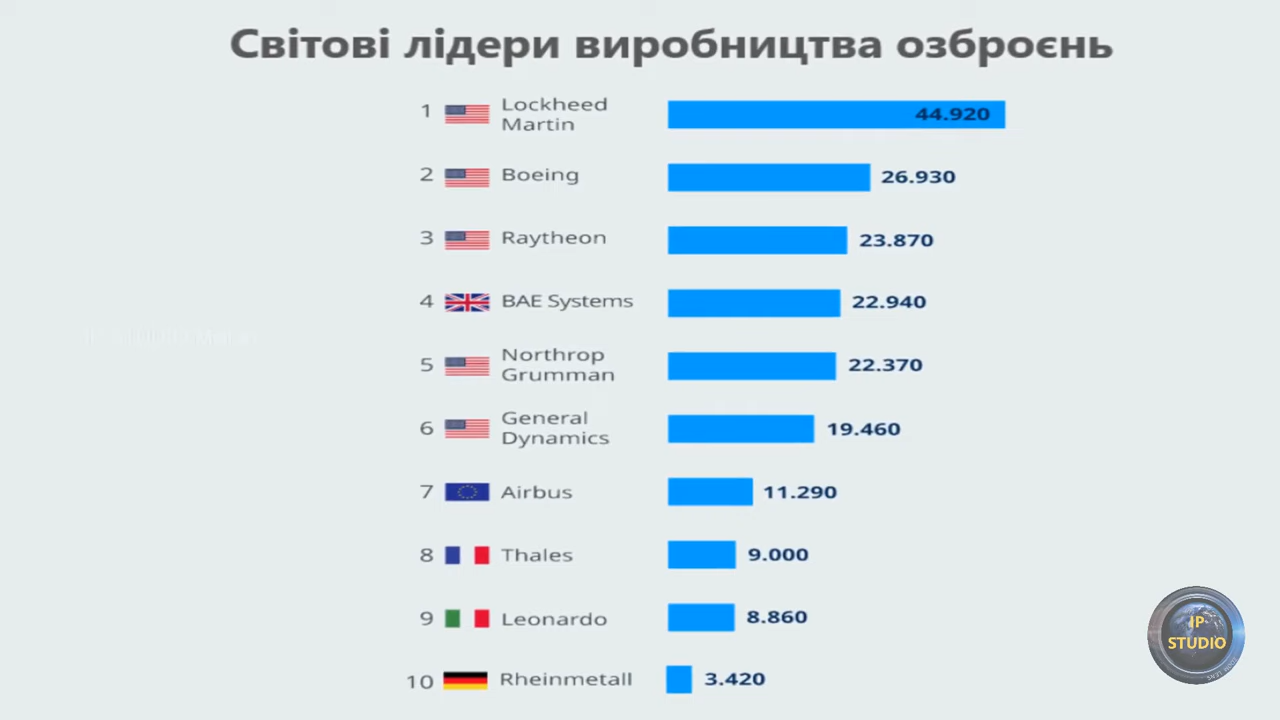 Світові лідери виробництва озброєнь
1 Lockheed
Martin 44.920
2 Boeing 26.930
3 Raytheon 23.870
4 BAE Systems 22.940
5 Northrop
Grumman 22.370
6 General
Dynamics 19.460
7 Airbus 11.290
8 Thales 9.000
9 Leonardo 8.860
10 Rheinmetall 3.420
IP
STUDIO